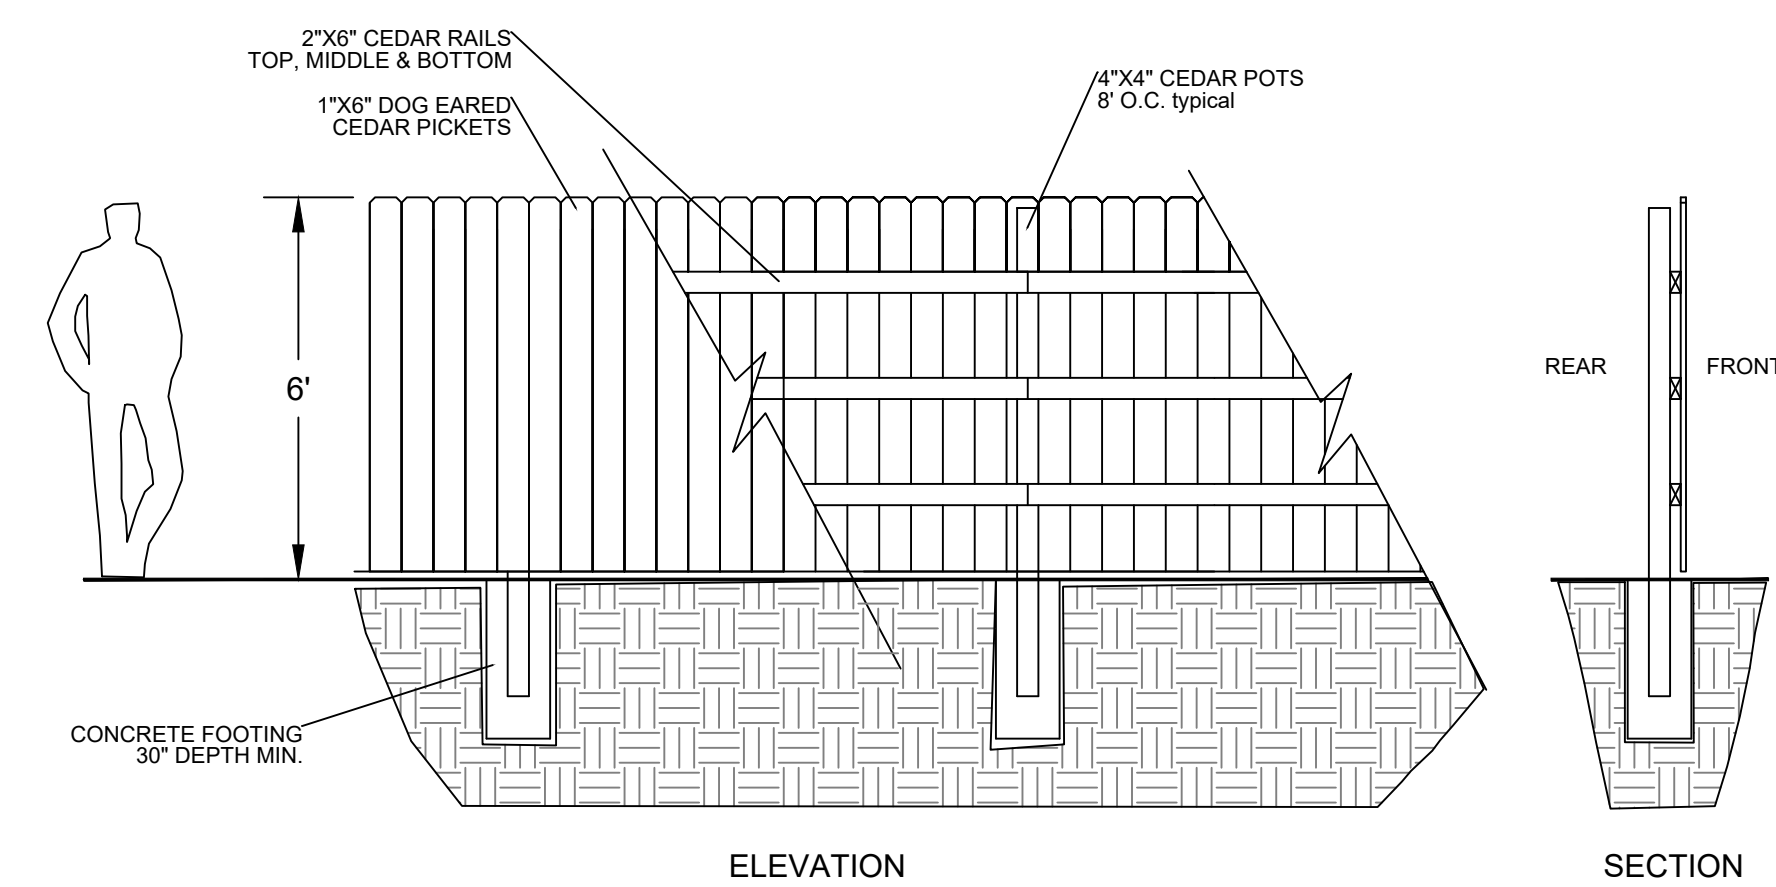 2"X6" CEDAR RAILS
TOP, MIDDLE & BOTTOM
1"X6" DOG EARED
CEDAR PICKETS
4"X4" CEDAR POTS
8' O.C. typical
6'
REAR
FRONT
CONCRETE FOOTING
30" DEPTH MIN.
ELEVATION
SECTION